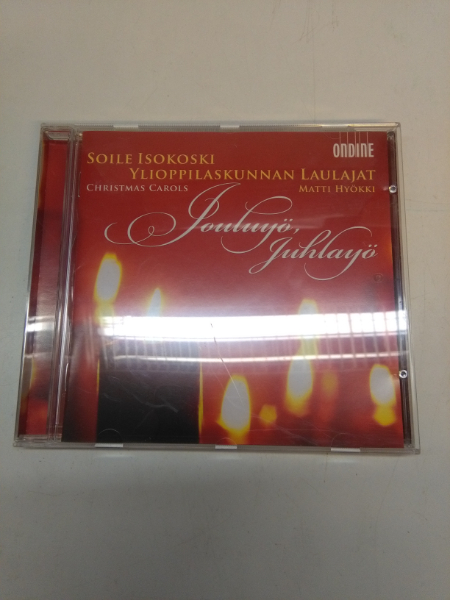 ONDINE
SOILE ISOKOSKI
YLIOPPILASKUNNAN LAULAJAT
CHRISTMAS CAROLS MATTI HYÖKKI
Jouluyö,
Juhlayö